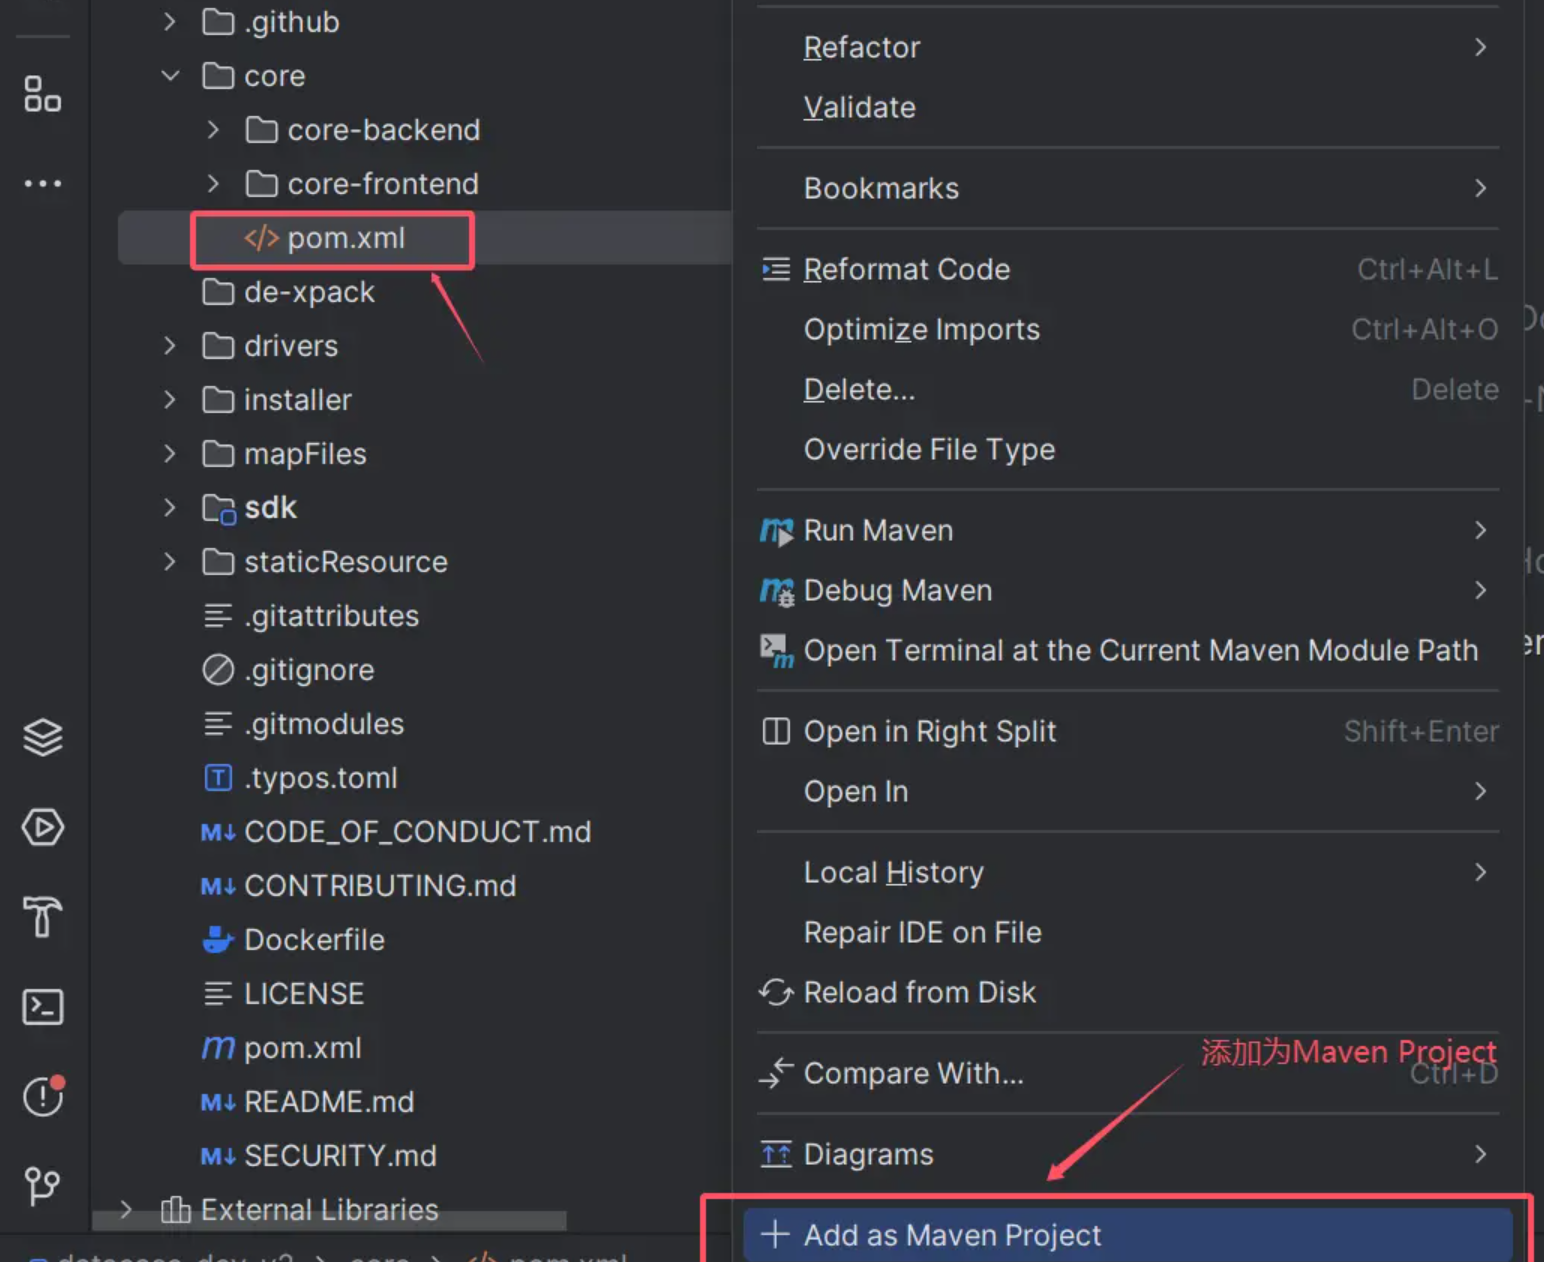 .github
core
core-backend
core-frontend
</> pom.xml
de-xpack
drivers
installer
mapFiles
sdk
staticResource
.gitattributes
.gitignore
.gitmodules
T .typos.toml
M↓ CODE_OF_CONDUCT.md
M↓ CONTRIBUTING.md
Dockerfile
LICENSE
m pom.xml
M↓ README.md
M↓ SECURITY.md
External Libraries
Refactor
Validate
Bookmarks
Reformat Code Ctrl+Alt+L
Optimize Imports Ctrl+Alt+O
Delete... Delete
Override File Type
Run Maven
Debug Maven
Open Terminal at the Current Maven Module Path
Open in Right Split Shift+Enter
Open In
Local History
Repair IDE on File
Reload from Disk
添加为Maven Project
Compare With... Ctrl+D
Diagrams
Add as Maven Project